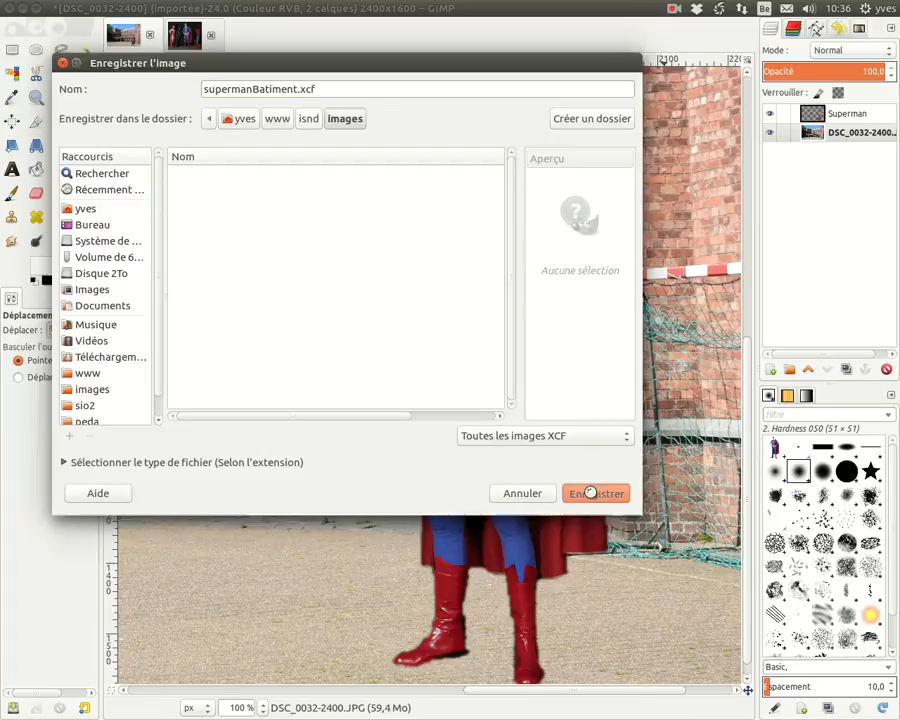 *[DSC_0032-2400] (importée)-24.0 (Couleur RVB, 2 calques) 2400x1600 – GIMP
Be
10:36
yves
Enregistrer l'image
Nom :
supermanBatiment.xcf
Enregistrer dans le dossier :
yves
www
isnd
images
Créer un dossier
Raccourcis
Rechercher
Récemment ...
yves
Bureau
Système de ...
Volume de 6...
Disque 2To
Images
Documents
Musique
Vidéos
Téléchargem...
www
images
sio2
peda
Nom
Aperçu
Aucune sélection
Toutes les images XCF
Sélectionner le type de fichier (Selon l'extension)
Aide
Annuler
Enregistrer
Déplacemen
Déplacer :
Basculer l'ou
Pointe
Dépla
2100
Mode :
Normal
Opacité
100,0
Verrouiller :
Superman
DSC_0032-2400...
filtre
2. Hardness 050 (51 × 51)
Basic,
Espacement
10,0
px
100 %
DSC_0032-2400.JPG (59,4 Mo)